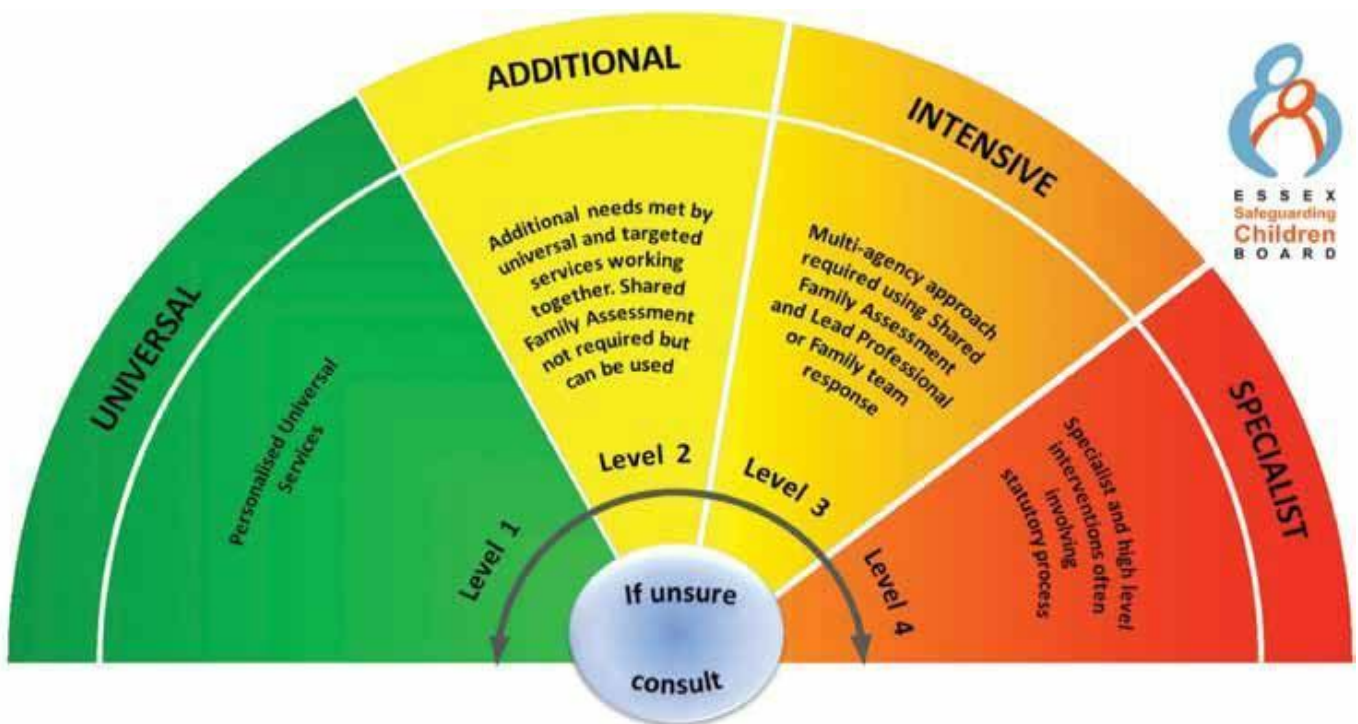 UNIVERSAL
Personalised Universal
Services
Level 1
ADDITIONAL
Additional needs met by
universal and targeted
services working
together. Shared
Family Assessment
not required but
can be used
Level 2
INTENSIVE
Multi-agency approach
required using Shared
Family Assessment
and Lead Professional
or Family team
response
Level 3
SPECIALIST
Specialist and high level
interventions often
involving
statutory process
Level 4
If unsure
consult
ESSEX
Safeguarding
Children
BOARD